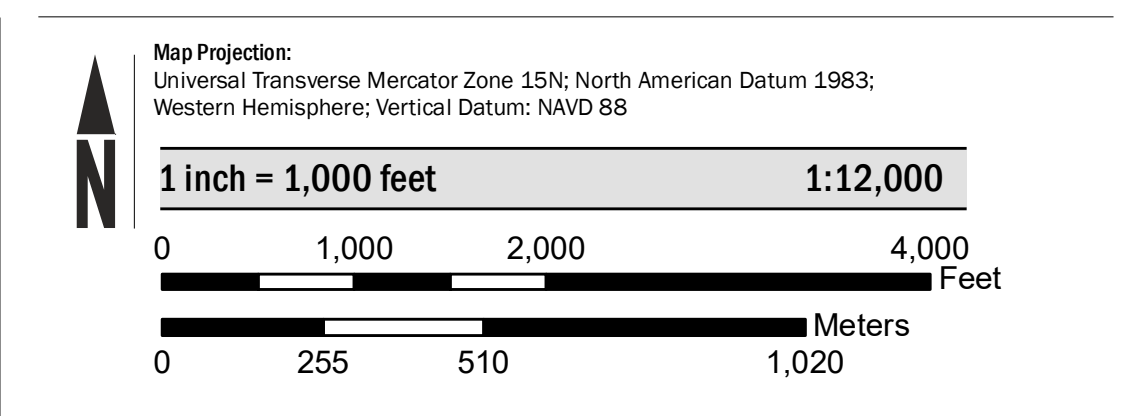 Map Projection:
Universal Transverse Mercator Zone 15N; North American Datum 1983;
Western Hemisphere; Vertical Datum: NAVD 88
N
1 inch = 1,000 feet 1:12,000
0 1,000 2,000 4,000
Feet
Meters
0 255 510 1,020